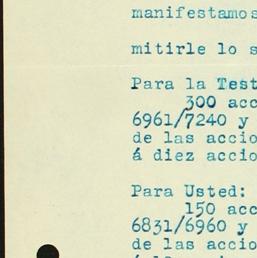 manifestamos
mitirle lo s
Para la Test
300 acc
6961/7240 y
de las accio
á diez accio
Para Usted:
150 acc
6831/6960 y
de las accio